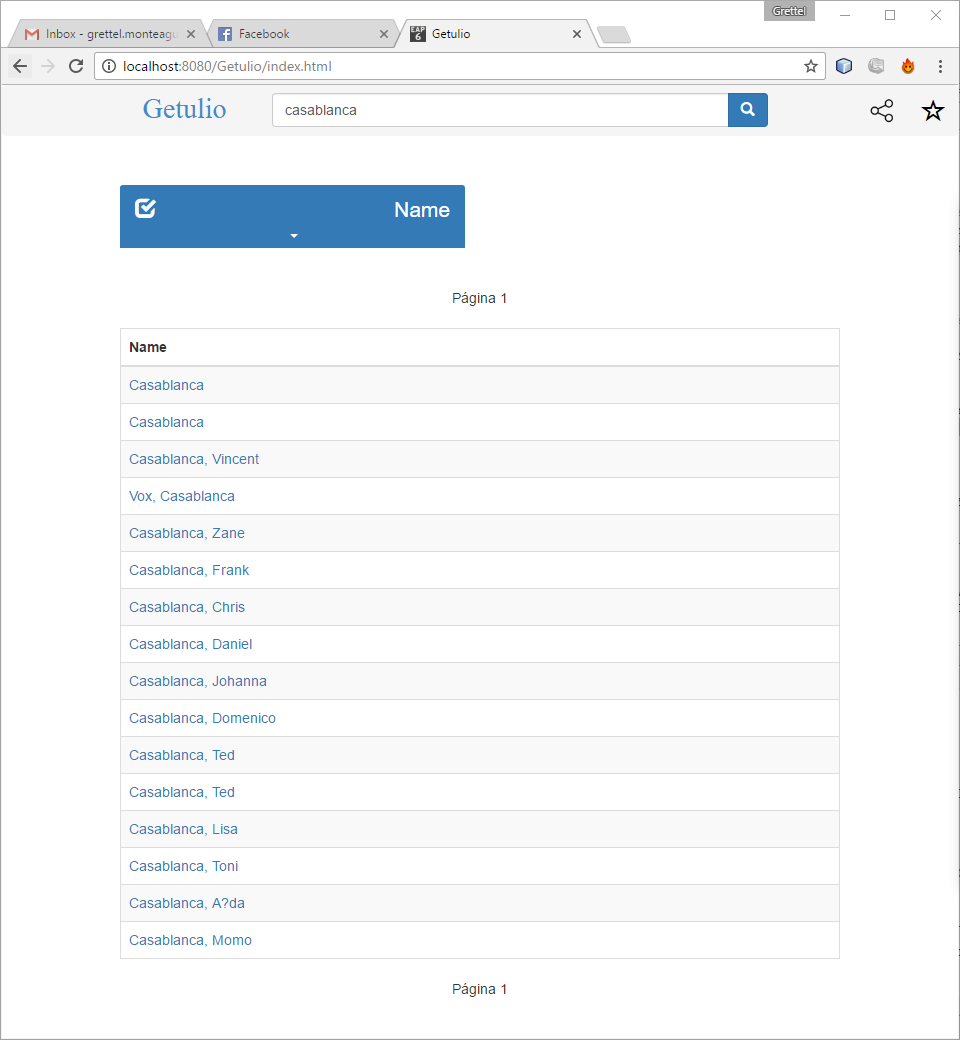 Grettel
Inbox - grettel.monteagu
Facebook
EAP 6
Getulio
localhost:8080/Getulio/index.html
Getulio
casablanca
Name
Página 1
Name
Casablanca
Casablanca
Casablanca, Vincent
Vox, Casablanca
Casablanca, Zane
Casablanca, Frank
Casablanca, Chris
Casablanca, Daniel
Casablanca, Johanna
Casablanca, Domenico
Casablanca, Ted
Casablanca, Ted
Casablanca, Lisa
Casablanca, Toni
Casablanca, A?da
Casablanca, Momo
Página 1